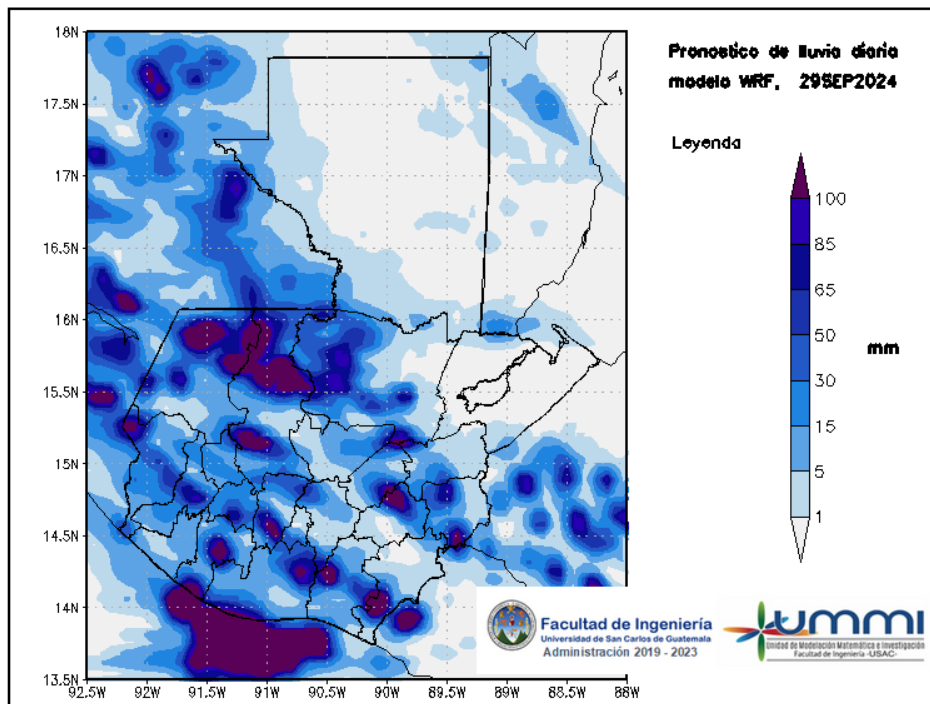 Pronostico de lluvia diaria
modelo WRF, 29SEP2024
Leyenda
100
85
65
50
30
15
5
1
mm
18N
17.5N
17N
16.5N
16N
15.5N
15N
14.5N
14N
13.5N
92.5W
92W
91.5W
91W
90.5W
90W
89.5W
89W
88.5W
88W
Facultad de Ingeniería
Universidad de San Carlos de Guatemala
Administración 2019 - 2023
UMMI
Unidad de Modelación Matemática e Investigación
Facultad de Ingeniería -USAC-